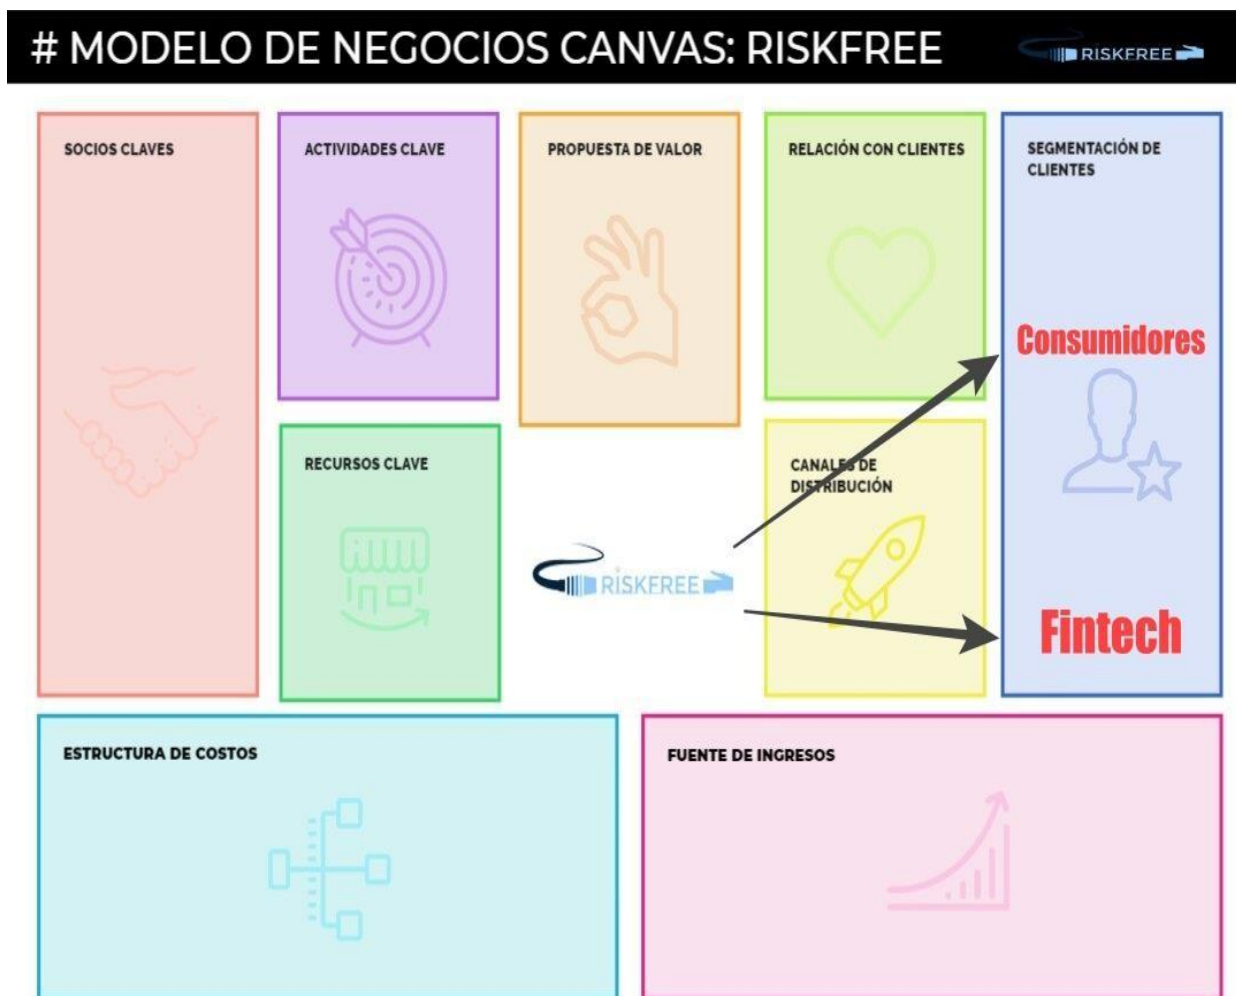 # MODELO DE NEGOCIOS CANVAS: RISKFREE
RISKFREE
SOCIOS CLAVES
ACTIVIDADES CLAVE
PROPUESTA DE VALOR
RELACIÓN CON CLIENTES
SEGMENTACIÓN DE
CLIENTES
Consumidores
RECURSOS CLAVE
CANALES DE
DISTRIBUCIÓN
RISKFREE
Fintech
ESTRUCTURA DE COSTOS
FUENTE DE INGRESOS